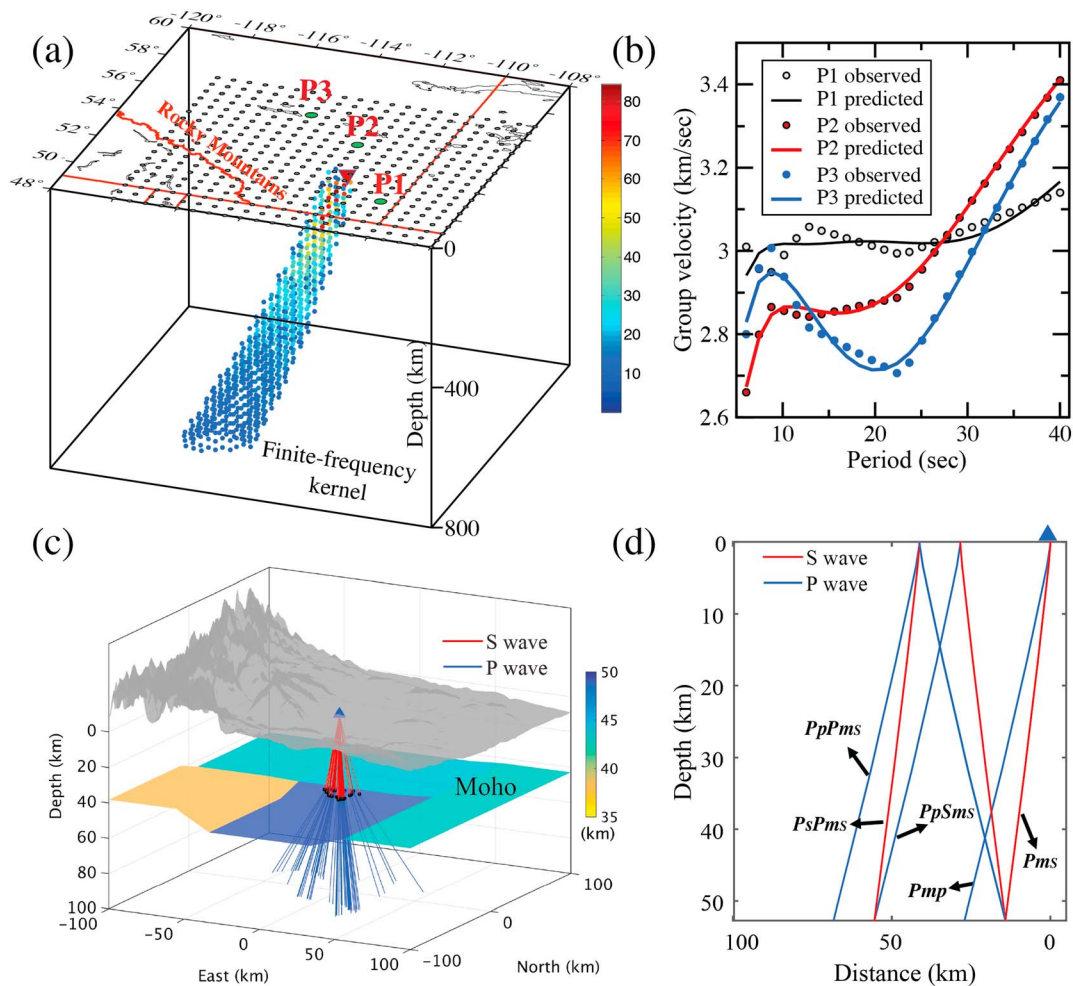 (a)
-120°
-118°
-116°
-114°
-112°
-110°
-108°
60
58°
56°
54°
52°
50°
48°
P3
P2
P1
Rocky Mountains
0
400
800
Depth (km)
Finite-frequency
kernel
80
70
60
50
40
30
20
10
(b)
P1 observed
P1 predicted
P2 observed
P2 predicted
P3 observed
P3 predicted
3.4
3.2
3
2.8
2.6
Group velocity (km/sec)
10
20
30
40
Period (sec)
(c)
S wave
P wave
50
45
40
35
(km)
Moho
0
20
40
60
80
100
Depth (km)
-100
-50
0
50
100
East (km)
-100
0
100
North (km)
(d)
S wave
P wave
0
10
20
30
40
50
Depth (km)
PpPms
PsPms
PpSms
Pmp
Pms
100
50
0
Distance (km)